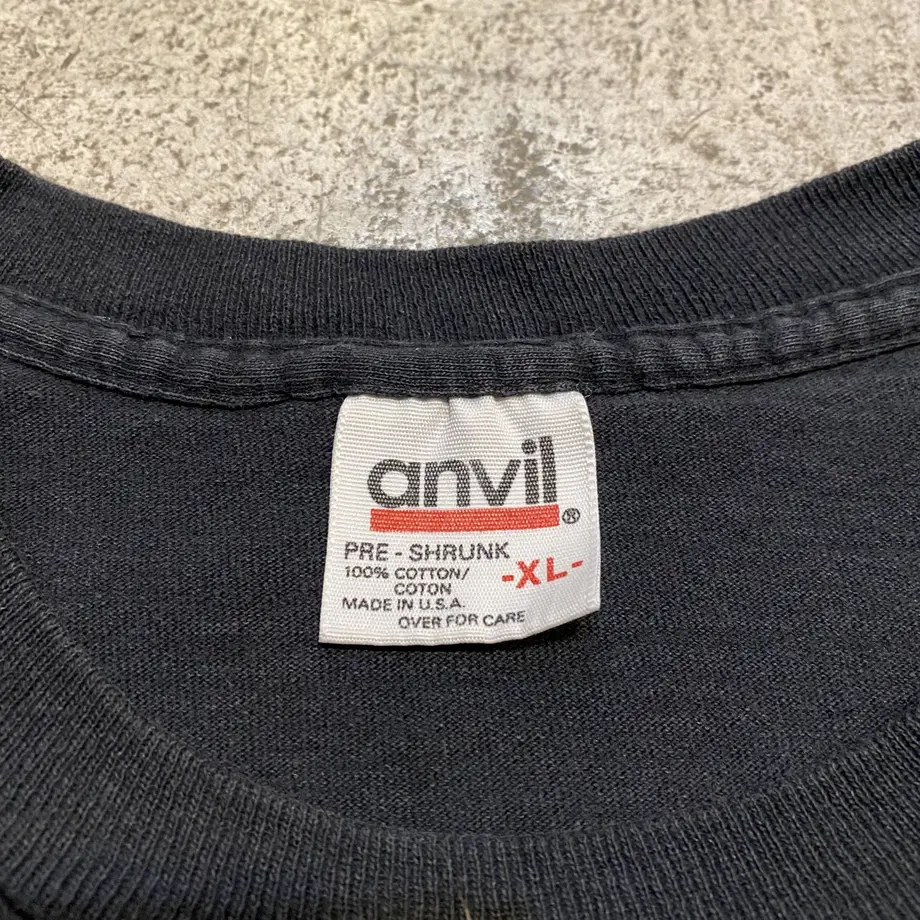 anvil®
PRE - SHRUNK
100% COTTON/
COTON
-XL-
MADE IN U.S.A.
OVER FOR CARE